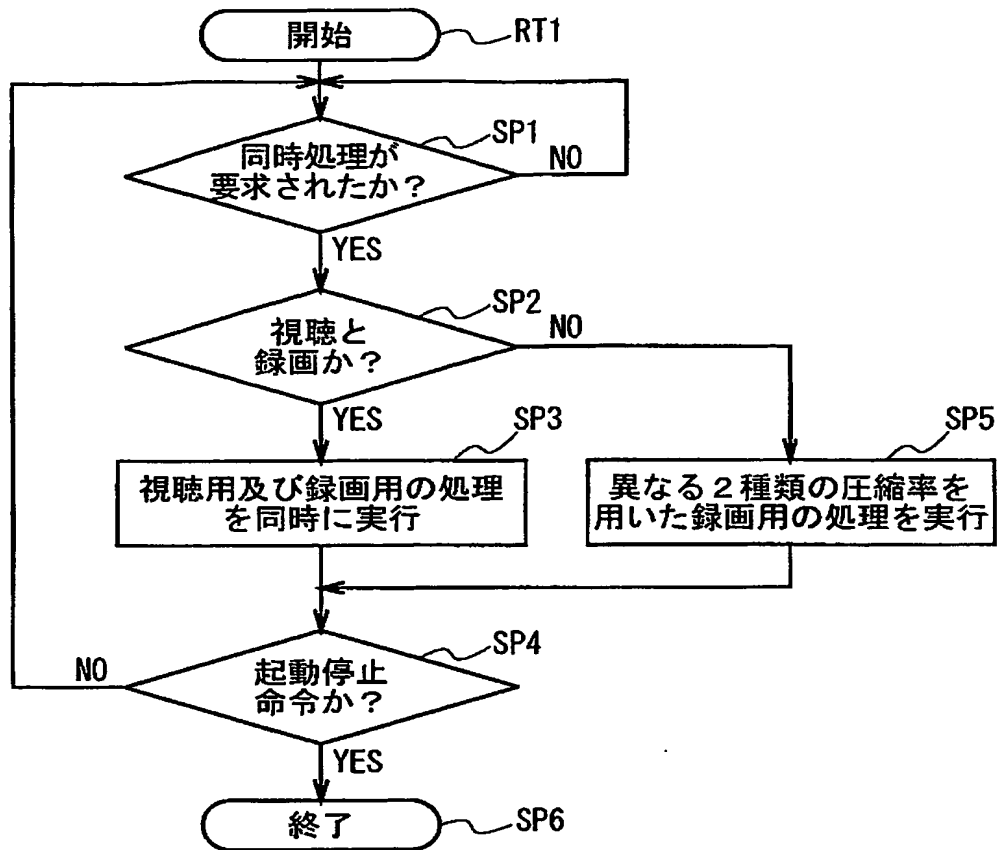 開始
RT1
同時処理が
要求されたか？
SP1
NO
YES
視聴と
録画か？
SP2
NO
YES
視聴用及び録画用の処理
を同時に実行
SP3
異なる２種類の圧縮率を
用いた録画用の処理を実行
SP5
起動停止
命令か？
SP4
NO
YES
終了
SP6